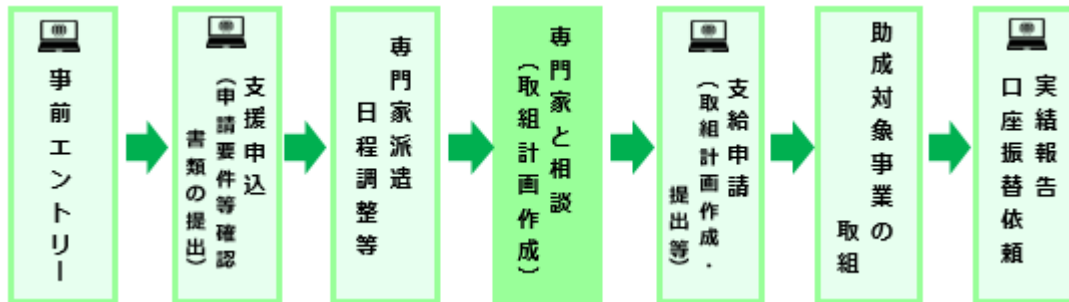 事前エントリー
支援申込
（申請要件等確認
書類の提出）
専門家派遣
日程調整等
専門家と相談
（取組計画作成）
支給申請
（取組計画作成・
提出等）
助成対象事業の
取組
実績報告
口座振替依頼